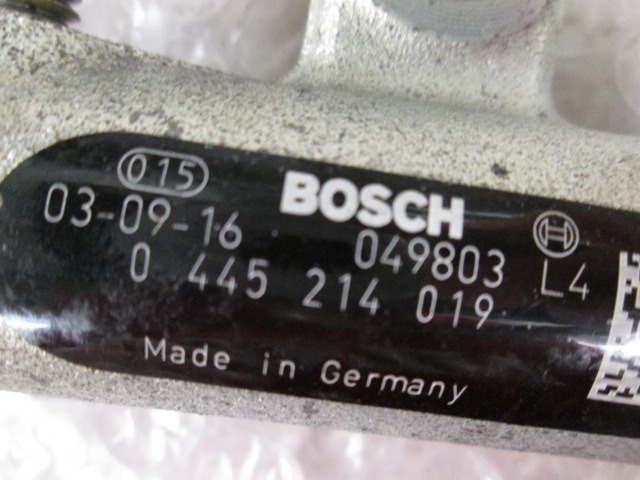 015
BOSCH
03-09-16 049803
0 445 214 019 L4
Made in Germany